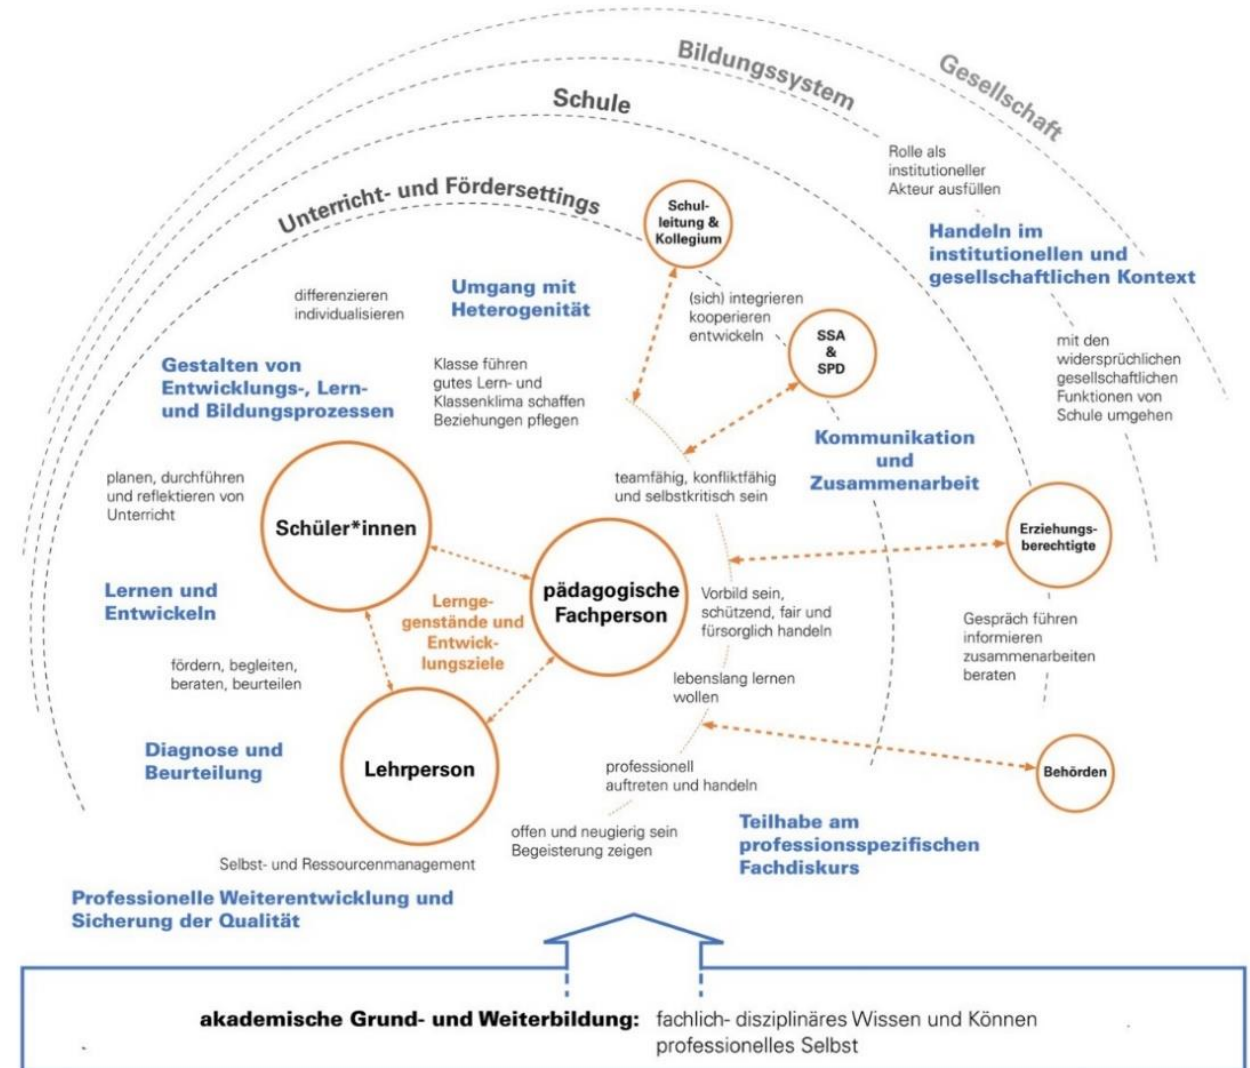 Gesellschaft
Bildungssystem
Schule
Unterricht- und Fördersettings
Rolle als
institutioneller
Akteur ausfüllen
Schul-
leitung &
Kollegium
Handeln im
institutionellen und
gesellschaftlichen Kontext
differenzieren
individualisieren
Umgang mit
Heterogenität
(sich) integrieren
kooperieren
entwickeln
SSA
&
SPD
mit den
widersprüchlichen
gesellschaftlichen
Funktionen von
Schule umgehen
Gestalten von
Entwicklungs-, Lern-
und Bildungsprozessen
Klasse führen
gutes Lern- und
Klassenklima schaffen
Beziehungen pflegen
Kommunikation
und
Zusammenarbeit
planen, durchführen
und reflektieren von
Unterricht
Schüler*innen
teamfähig, konfliktfähig
und selbstkritisch sein
Erziehungs-
berechtigte
Lernen und
Entwickeln
Lernge-
genstände und
Entwick-
lungsziele
pädagogische
Fachperson
Vorbild sein,
schützend, fair und
fürsorglich handeln
Gespräch führen
informieren
zusammenarbeiten
beraten
fördern, begleiten,
beraten, beurteilen
lebenslang lernen
wollen
Diagnose und
Beurteilung
Lehrperson
professionell
auftreten und handeln
Behörden
offen und neugierig sein
Begeisterung zeigen
Teilhabe am
professionsspezifischen
Fachdiskurs
Selbst- und Ressourcenmanagement
Professionelle Weiterentwicklung und
Sicherung der Qualität
akademische Grund- und Weiterbildung: fachlich- disziplinäres Wissen und Können
professionelles Selbst